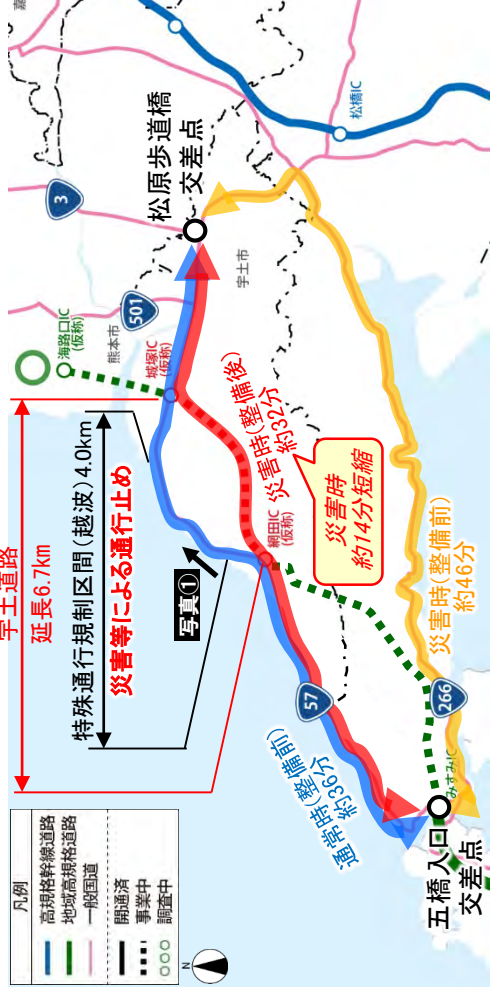 宇土道路
延長6.7km
特殊通行規制区間(越波)4.0km
災害等による通行止め
写真①
凡例
高規格幹線道路
地域高規格道路
一般国道
開通済
事業中
調査中
N
海路口IC
(仮称)
熊本市
城塚IC
(仮称)
501
3
松原歩道橋
交差点
宇土市
松橋IC
嘉
網田IC
(仮称)
災害時(整備後)
約32分
災害時
約14分短縮
災害時(整備前)
約46分
通常時(整備前)
約36分
57
266
みすみIC
五橋入口
交差点